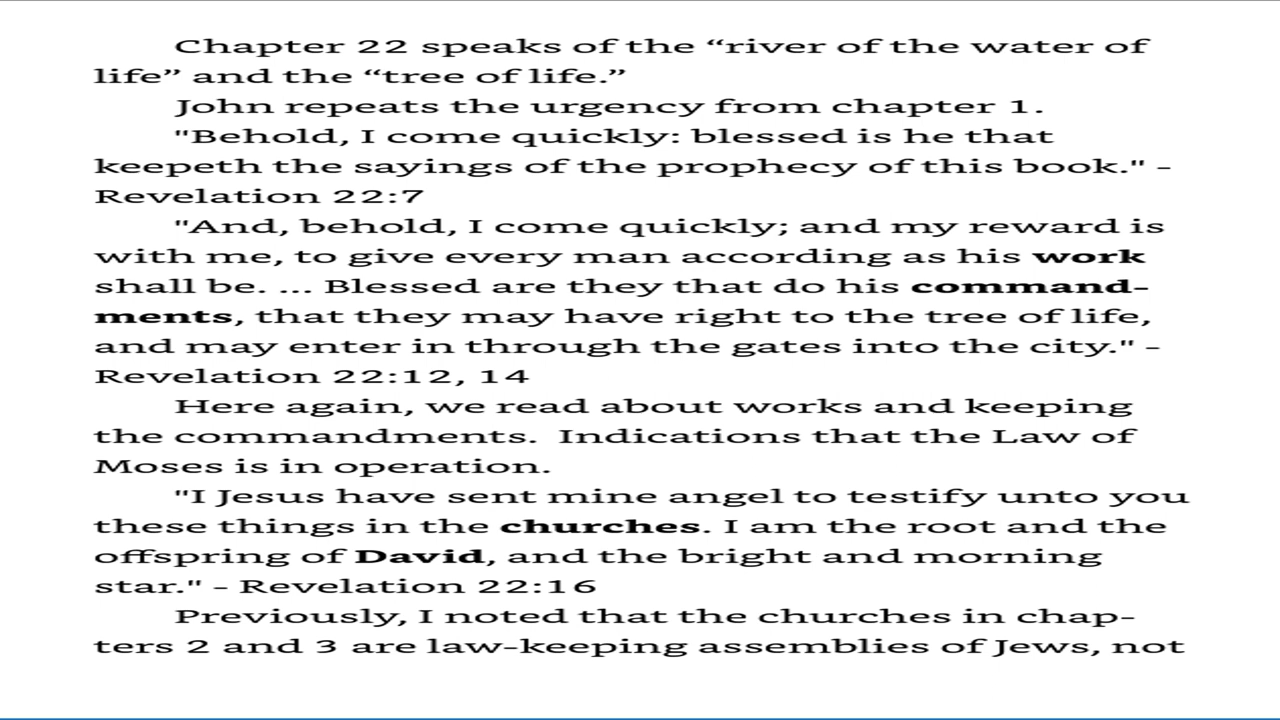 Chapter 22 speaks of the “river of the water of
life” and the “tree of life.”
John repeats the urgency from chapter 1.
"Behold, I come quickly: blessed is he that
keepeth the sayings of the prophecy of this book." -
Revelation 22:7
"And, behold, I come quickly; and my reward is
with me, to give every man according as his work
shall be. ... Blessed are they that do his command-
ments, that they may have right to the tree of life,
and may enter in through the gates into the city." -
Revelation 22:12, 14
Here again, we read about works and keeping
the commandments.  Indications that the Law of
Moses is in operation.
"I Jesus have sent mine angel to testify unto you
these things in the churches. I am the root and the
offspring of David, and the bright and morning
star." - Revelation 22:16
Previously, I noted that the churches in chap-
ters 2 and 3 are law-keeping assemblies of Jews, not